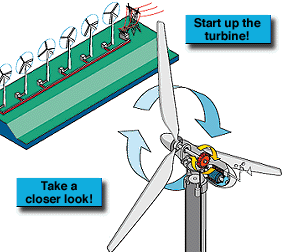 Start up the
turbine!
Take a
closer look!